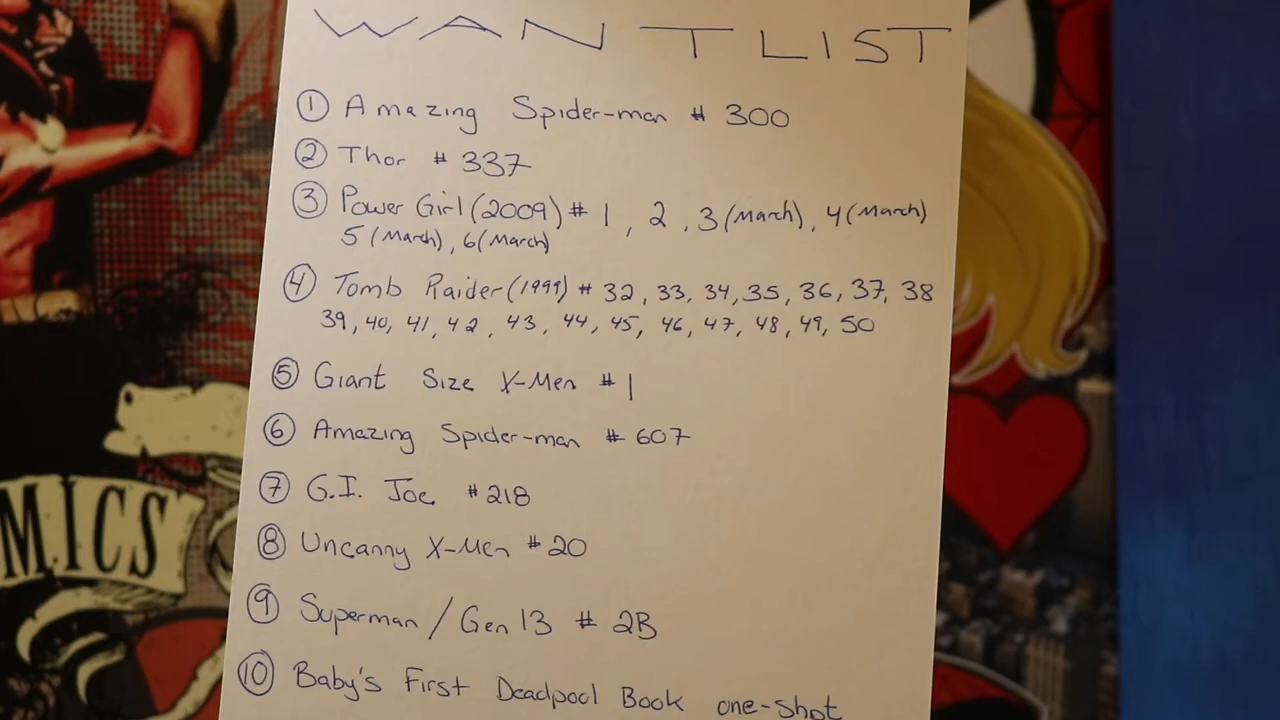 WANT LIST
① Amazing Spider-man # 300
② Thor # 337
③ Power Girl (2009) # 1, 2, 3 (March), 4 (March)
5 (March), 6 (March)
④ Tomb Raider (1999) # 32, 33, 34, 35, 36, 37, 38
39, 40, 41, 42, 43, 44, 45, 46, 47, 48, 49, 50
⑤ Giant Size X-Men # 1
⑥ Amazing Spider-man # 607
⑦ G.I. Joe #218
⑧ Uncanny X-Men #20
⑨ Superman / Gen 13 # 2B
⑩ Baby's First Deadpool Book one-shot
MICS